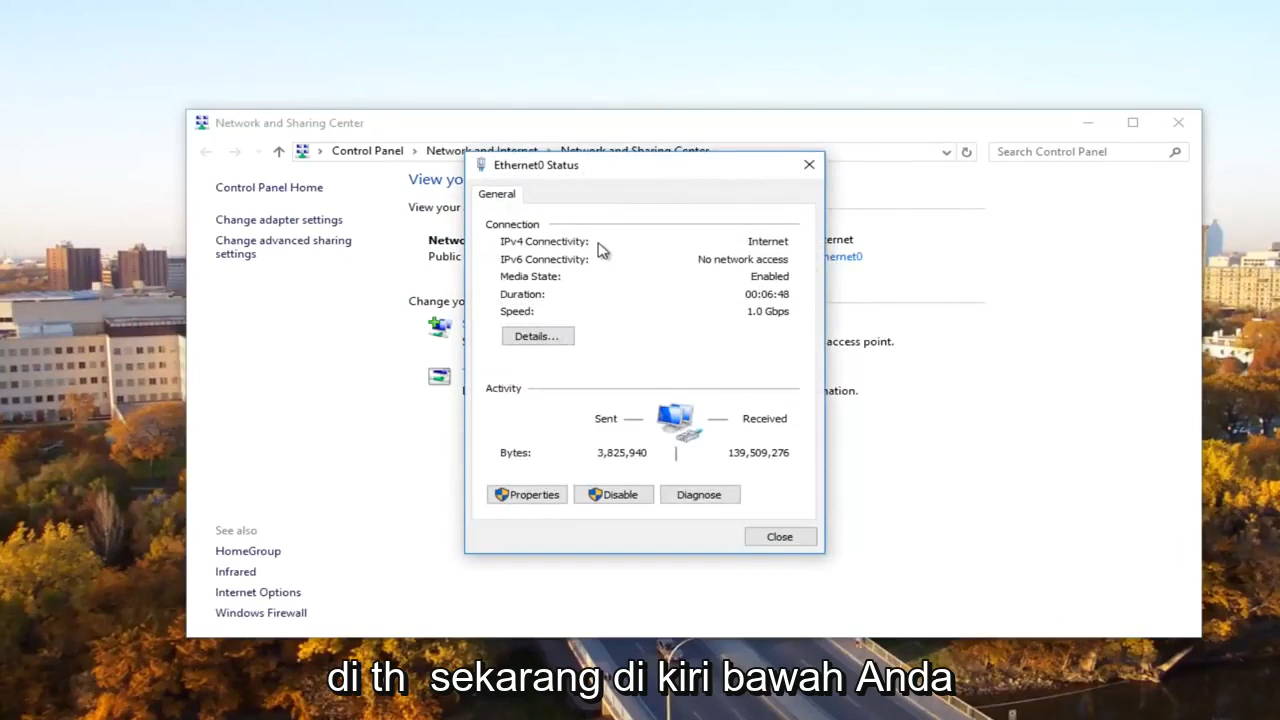 Network and Sharing Center
Control Panel > Network and Internet > Network and Sharing Center
Search Control Panel
Control Panel Home
Change adapter settings
Change advanced sharing
settings
View yo
View your
Netwo
Public
ernet
hernet0
Change you
access point.
ation.
Ethernet0 Status
General
Connection
IPv4 Connectivity: Internet
IPv6 Connectivity: No network access
Media State: Enabled
Duration: 00:06:48
Speed: 1.0 Gbps
Details...
Activity
Sent — — Received
Bytes: 3,825,940 | 139,509,276
Properties Disable Diagnose
Close
See also
HomeGroup
Infrared
Internet Options
Windows Firewall
di th sekarang di kiri bawah Anda